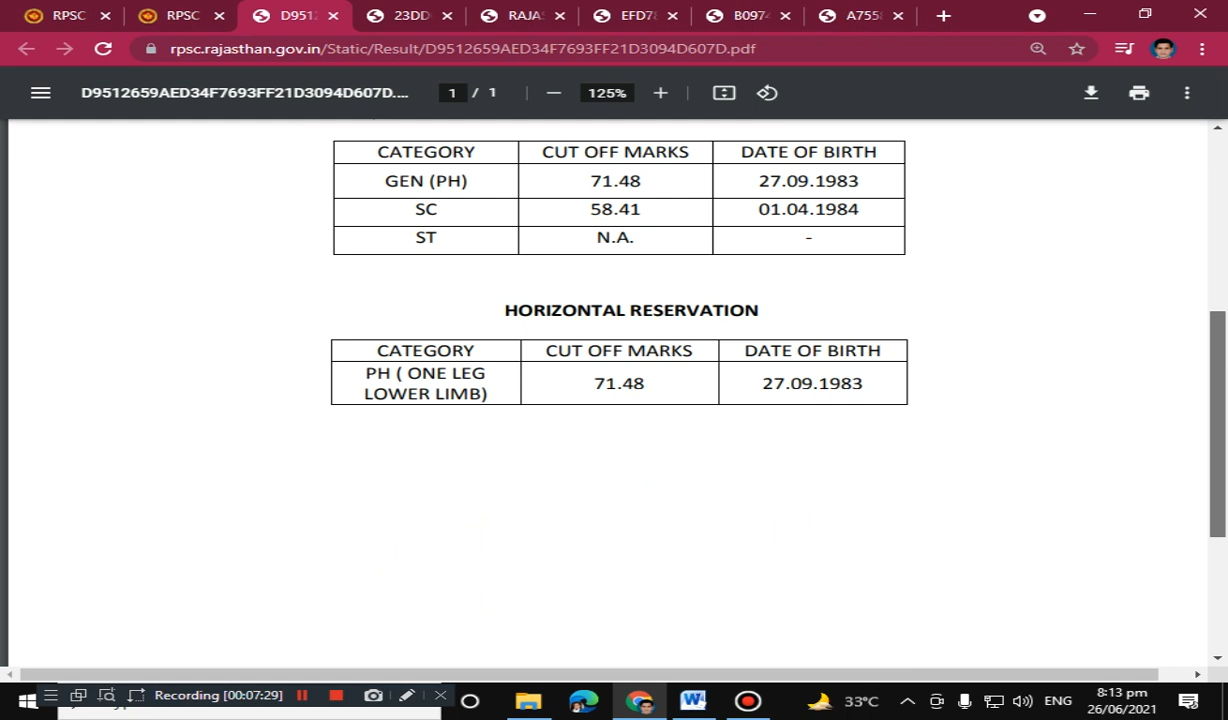 RPSC
RPSC
D951
23DD
RAJA
EFD7
B097
A755
rpsc.rajasthan.gov.in/Static/Result/D9512659AED34F7693FF21D3094D607D.pdf
D9512659AED34F7693FF21D3094D607D....
1 / 1
125%
CATEGORY CUT OFF MARKS DATE OF BIRTH
GEN (PH) 71.48 27.09.1983
SC 58.41 01.04.1984
ST N.A. -
HORIZONTAL RESERVATION
CATEGORY CUT OFF MARKS DATE OF BIRTH
PH ( ONE LEG
LOWER LIMB) 71.48 27.09.1983
Recording [00:07:29]
33°C
ENG
8:13 pm
26/06/2021